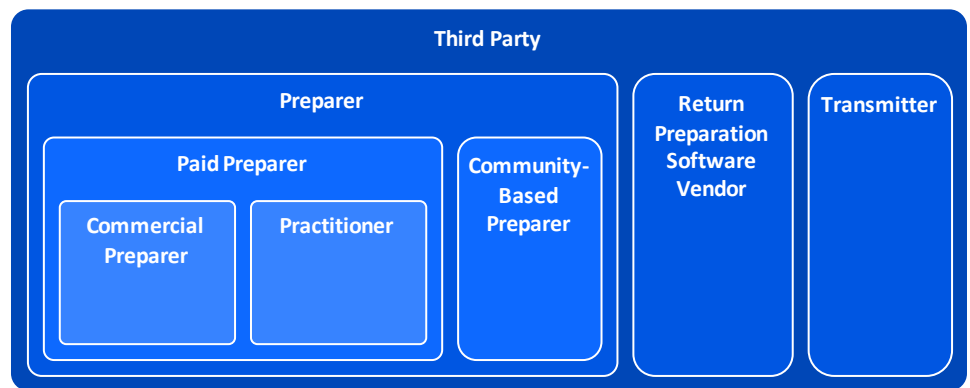 Third Party
Preparer
Return
Preparation
Software
Vendor
Transmitter
Paid Preparer
Community-
Based
Preparer
Commercial
Preparer
Practitioner